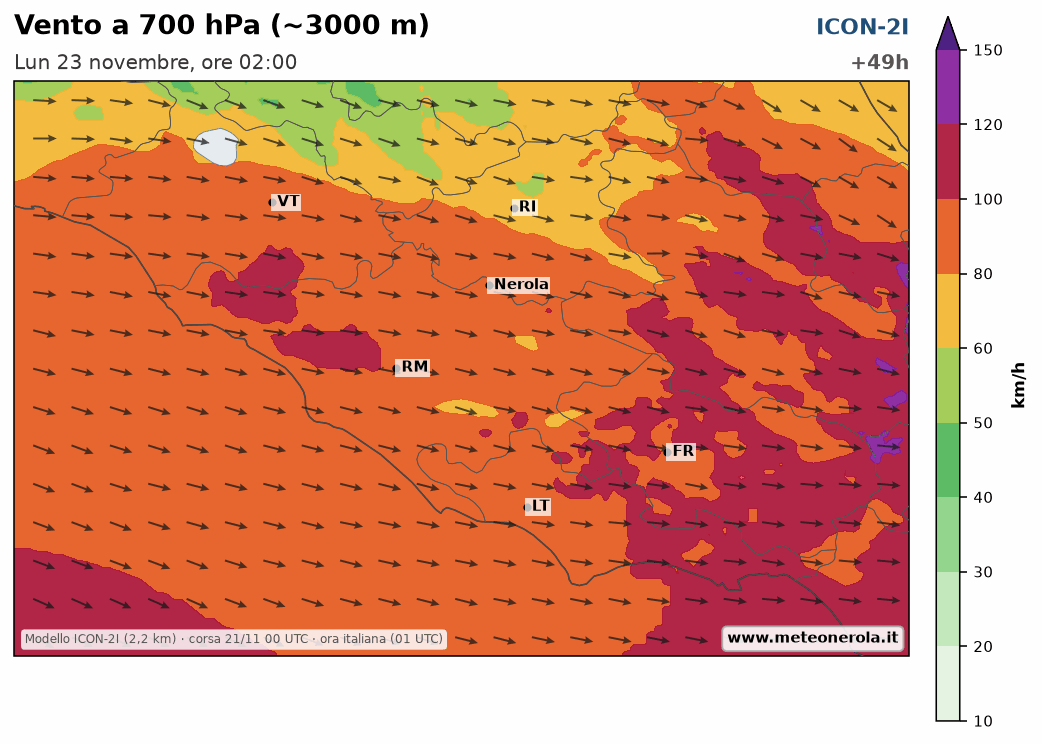 Vento a 700 hPa (~3000 m)
ICON-2I
Lun 23 novembre, ore 02:00
+49h
150
120
100
80
60
50
40
30
20
10
km/h
VT
RI
Nerola
RM
FR
LT
Modello ICON-2I (2,2 km) · corsa 21/11 00 UTC · ora italiana (01 UTC)
www.meteonerola.it